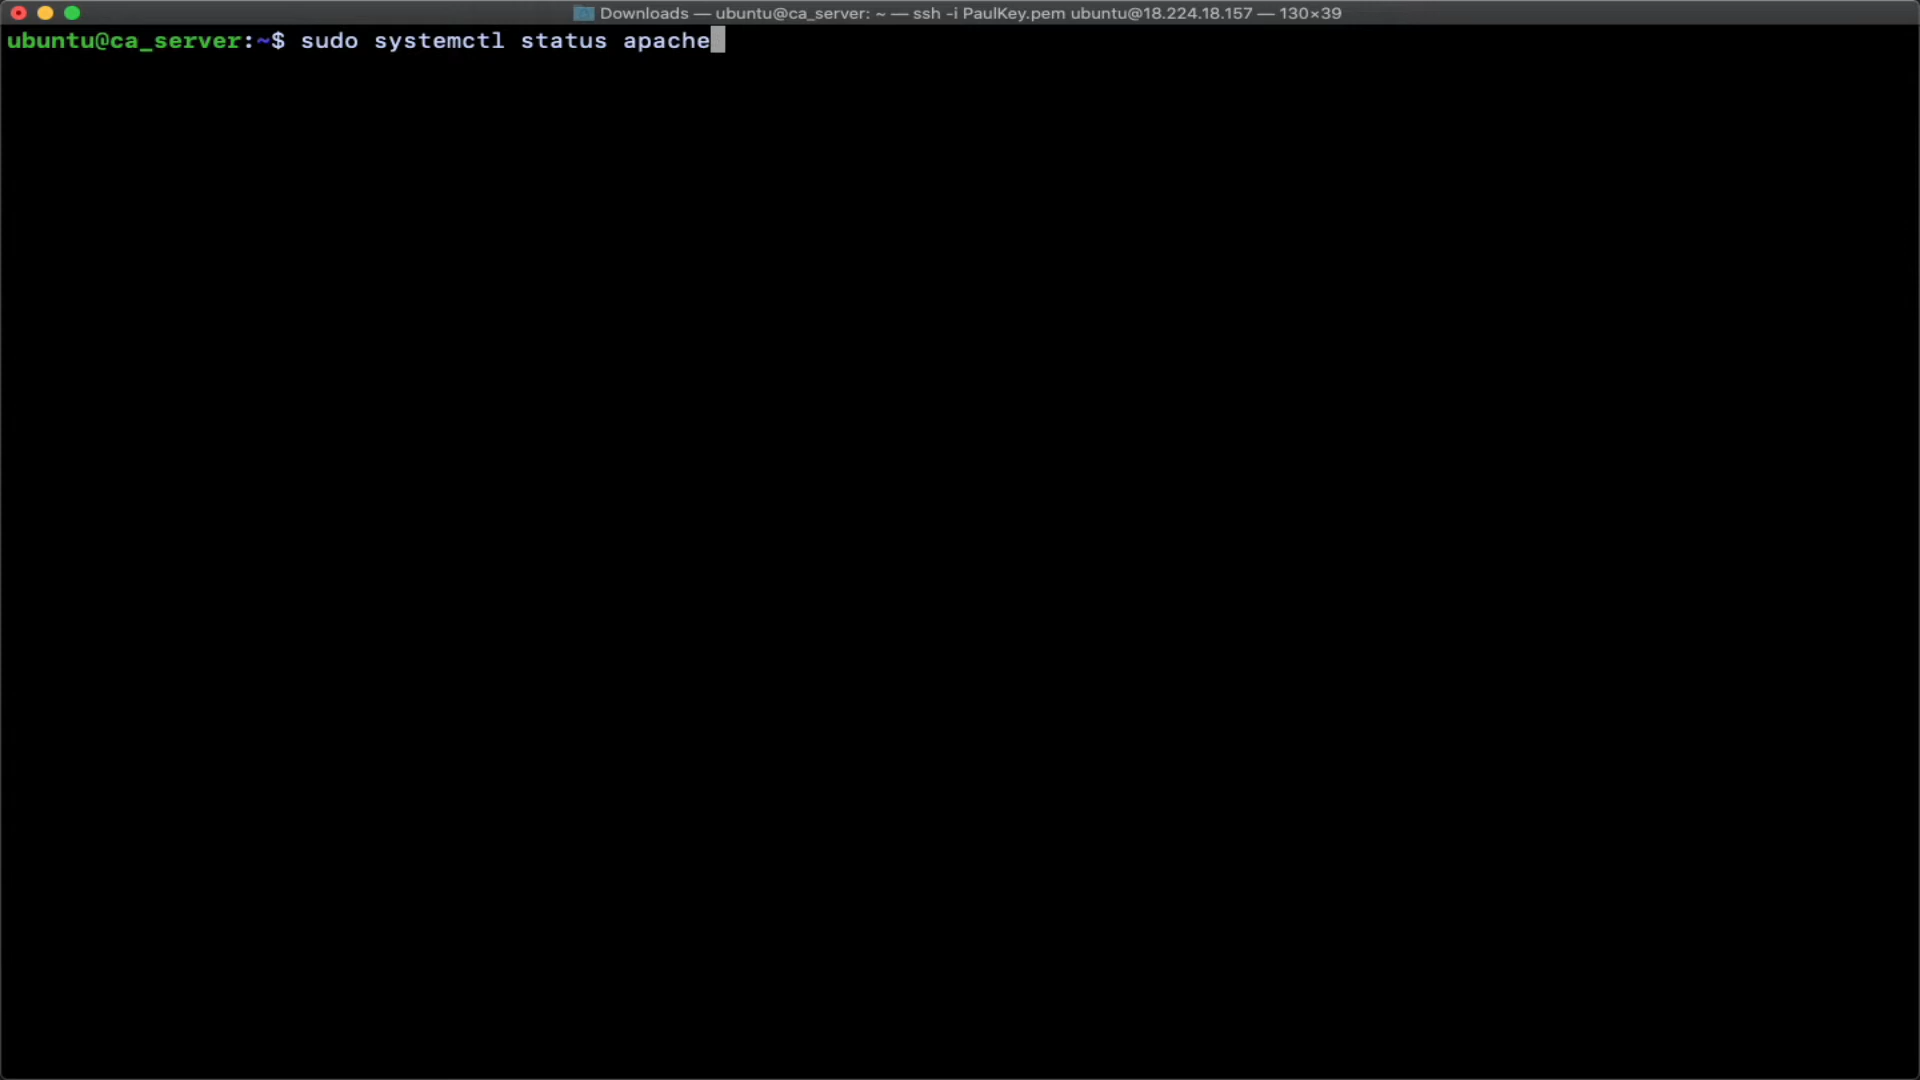 Downloads — ubuntu@ca_server: ~ — ssh -i PaulKey.pem ubuntu@18.224.18.157 — 130×39
ubuntu@ca_server:~$ sudo systemctl status apache